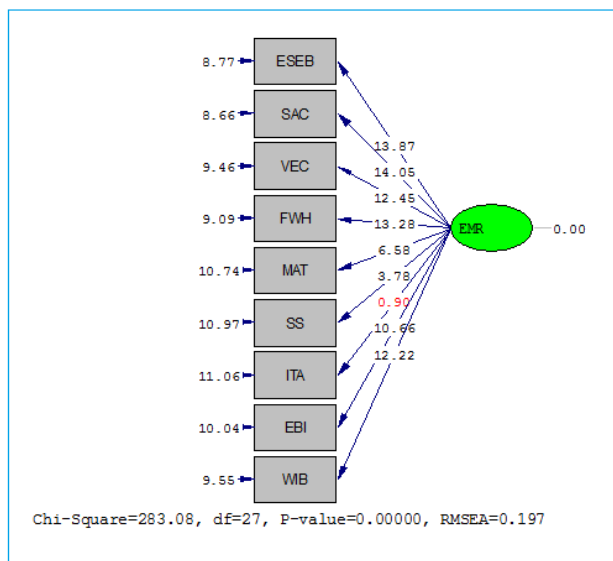 8.77 ESEB
8.66 SAC
13.87
14.05
9.46 VEC
12.45
9.09 FWH
13.28
EMR 0.00
6.58
10.74 MAT
3.78
0.90
10.97 SS
10.66
12.22
11.06 ITA
10.04 EBI
9.55 WIB
Chi-Square=283.08, df=27, P-value=0.00000, RMSEA=0.197